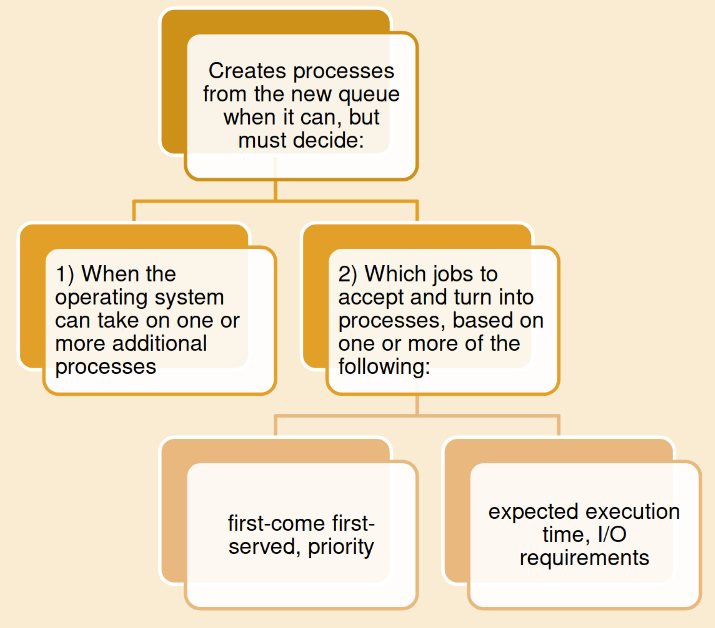 Creates processes
from the new queue
when it can, but
must decide:
1) When the
operating system
can take on one or
more additional
processes
2) Which jobs to
accept and turn into
processes, based on
one or more of the
following:
first-come first-
served, priority
expected execution
time, I/O
requirements